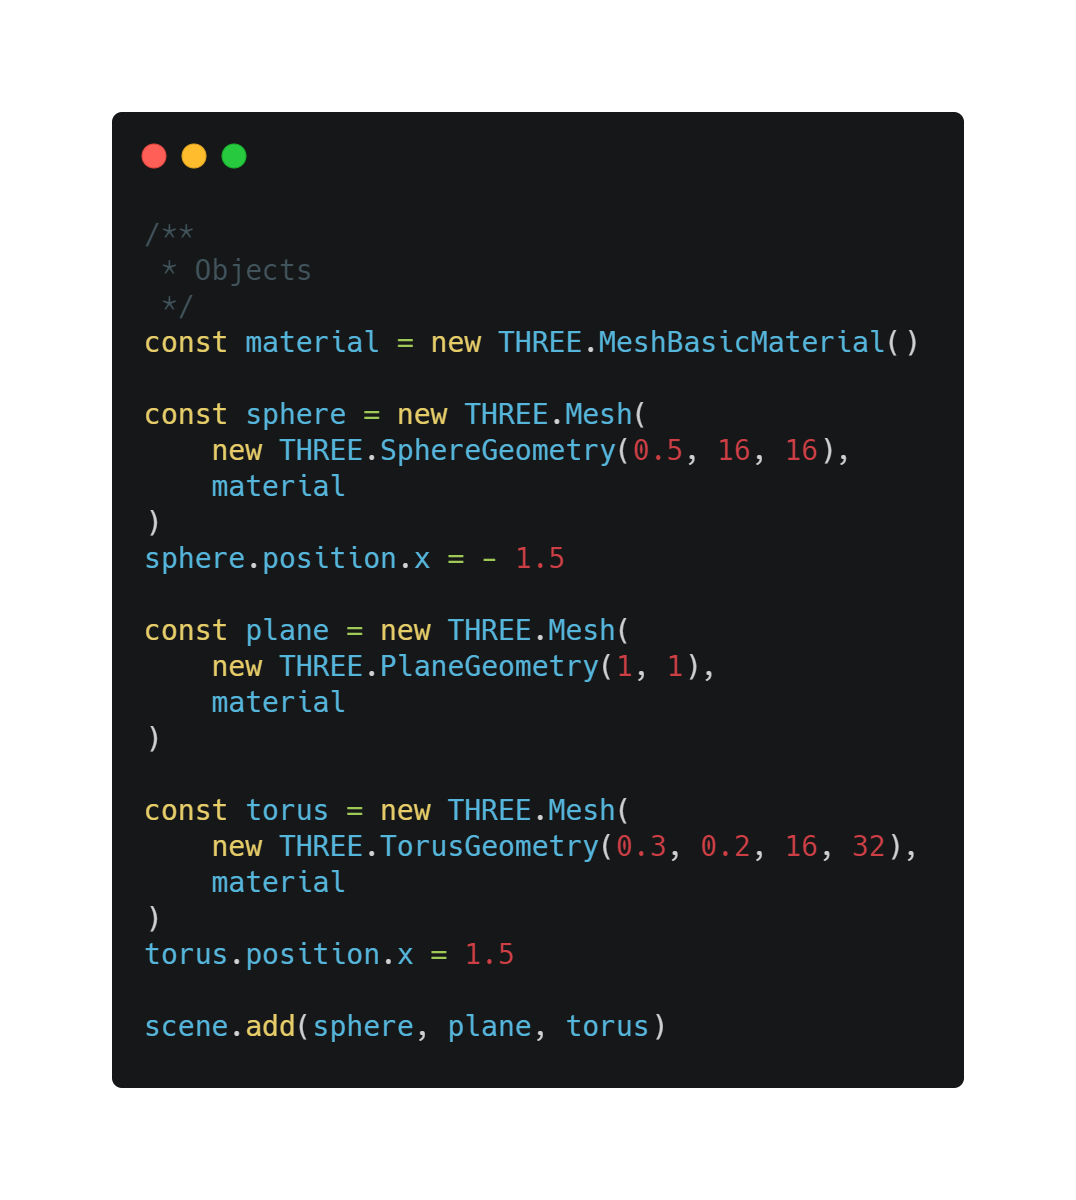 /**
 * Objects
 */
const material = new THREE.MeshBasicMaterial()

const sphere = new THREE.Mesh(
    new THREE.SphereGeometry(0.5, 16, 16),
    material
)
sphere.position.x = - 1.5

const plane = new THREE.Mesh(
    new THREE.PlaneGeometry(1, 1),
    material
)

const torus = new THREE.Mesh(
    new THREE.TorusGeometry(0.3, 0.2, 16, 32),
    material
)
torus.position.x = 1.5

scene.add(sphere, plane, torus)